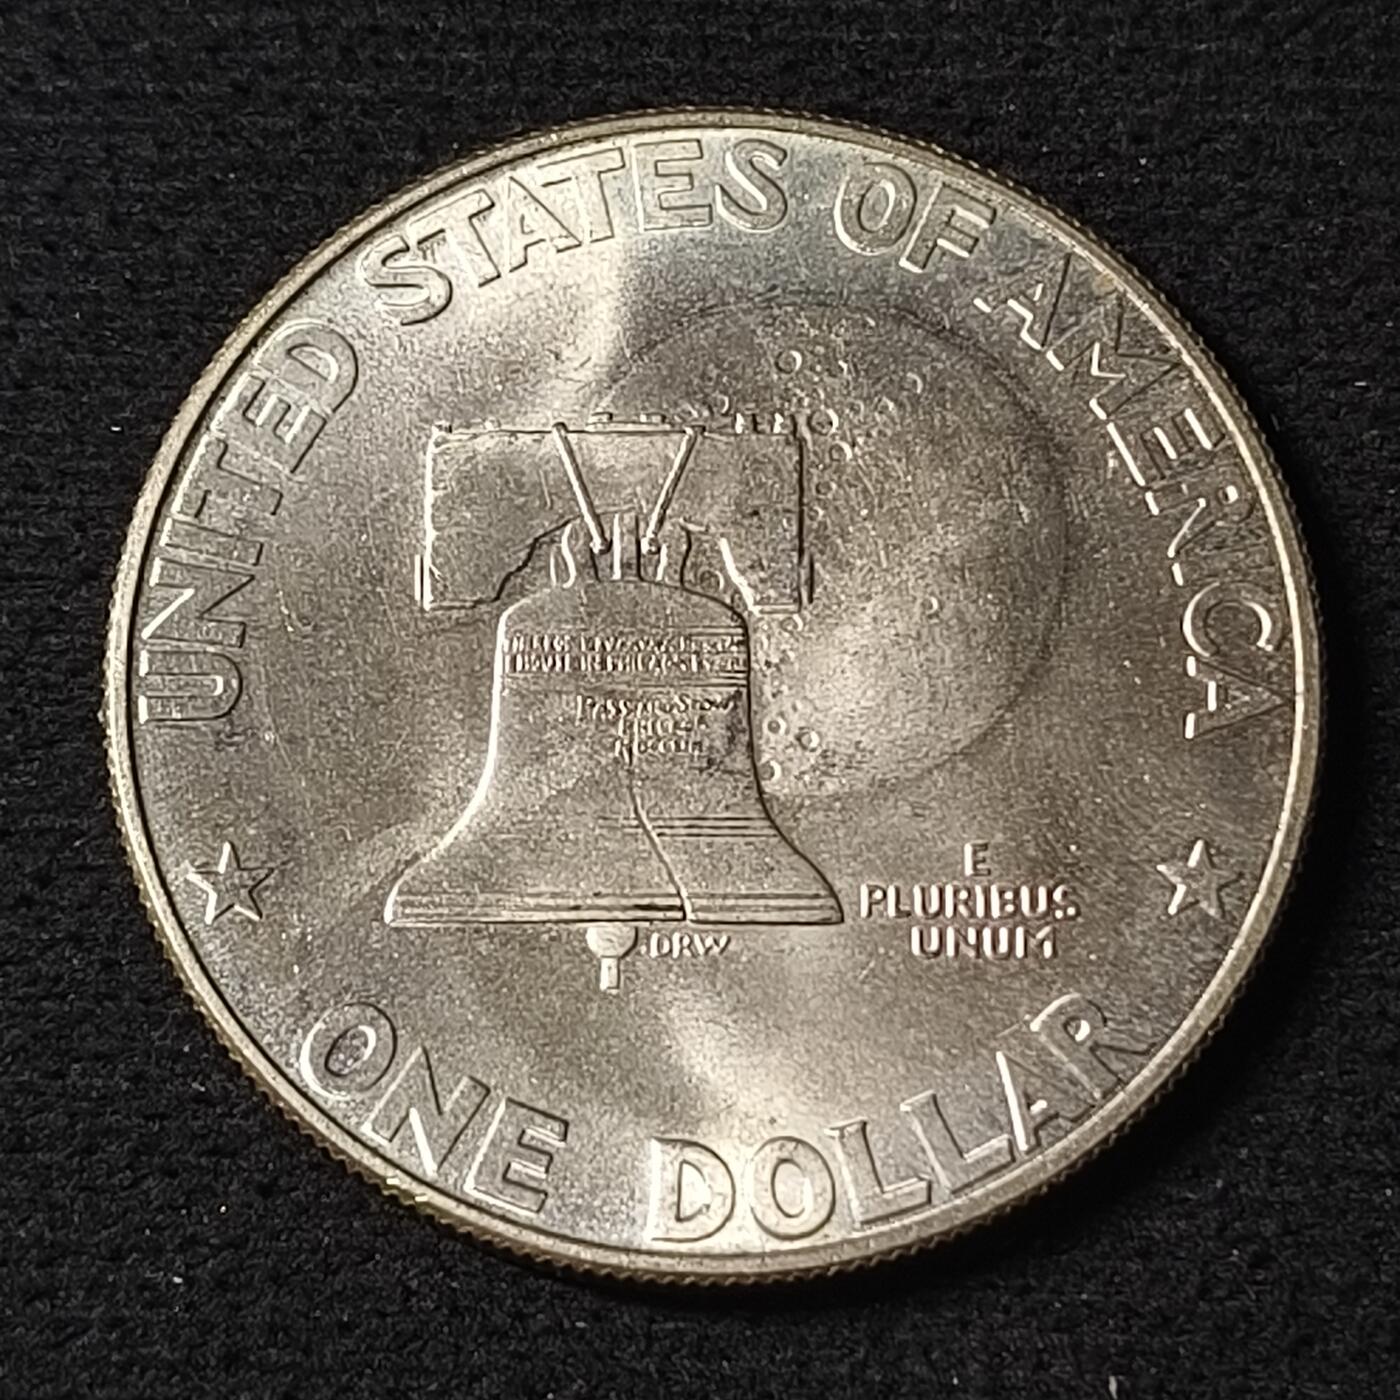 UNITED STATES OF AMERICA
E
PLURIBUS
UNUM
DRW
ONE DOLLAR